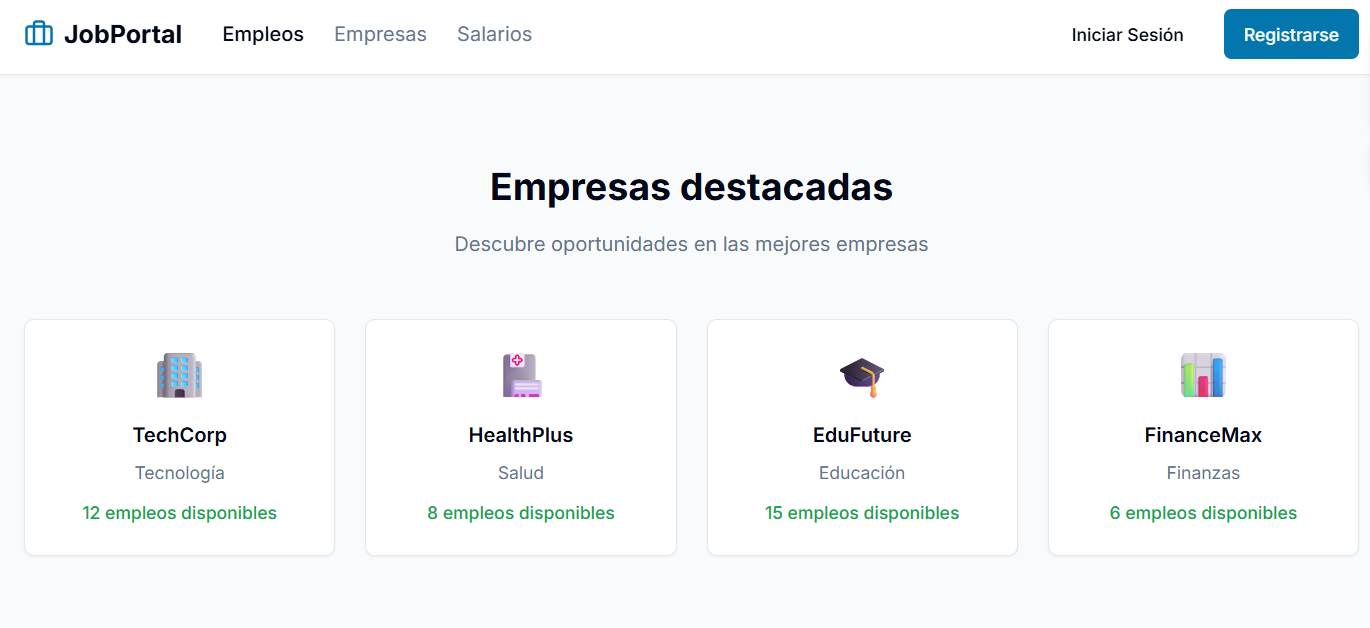 JobPortal Empleos Empresas Salarios Iniciar Sesión Registrarse
Empresas destacadas
Descubre oportunidades en las mejores empresas
TechCorp
Tecnología
12 empleos disponibles
HealthPlus
Salud
8 empleos disponibles
EduFuture
Educación
15 empleos disponibles
FinanceMax
Finanzas
6 empleos disponibles